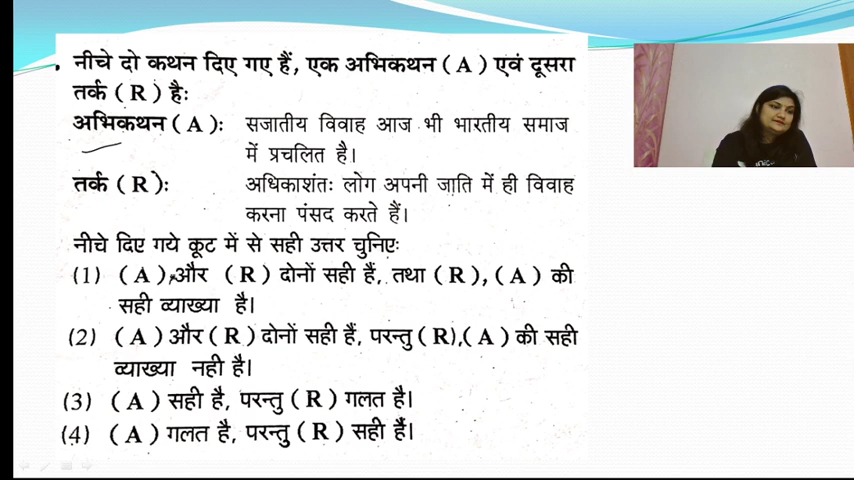 नीचे दो कथन दिए गए हैं, एक अभिकथन (A) एवं दूसरा
तर्क (R) है:
अभिकथन (A): सजातीय विवाह आज भी भारतीय समाज
में प्रचलित है।
तर्क (R): अधिकाशंतः लोग अपनी जाति में ही विवाह
करना पंसद करते हैं।
नीचे दिए गये कूट में से सही उत्तर चुनिए:
(1) (A) और (R) दोनों सही हैं, तथा (R), (A) की
सही व्याख्या है।
(2) (A) और (R) दोनों सही हैं, परन्तु (R), (A) की सही
व्याख्या नही है।
(3) (A) सही है, परन्तु (R) गलत है।
(4) (A) गलत है, परन्तु (R) सही है।